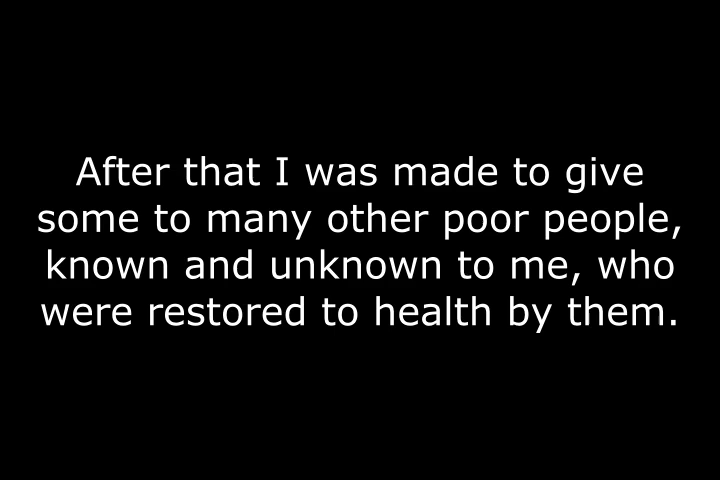 After that I was made to give
some to many other poor people,
known and unknown to me, who
were restored to health by them.